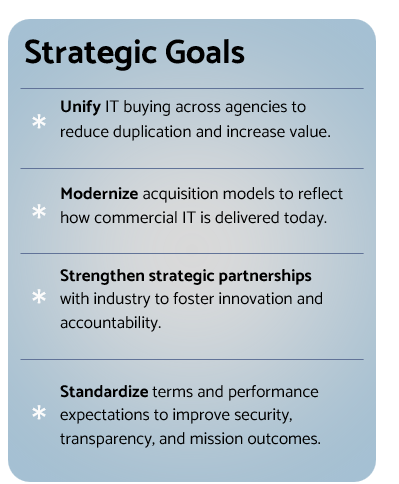 Strategic Goals
* Unify IT buying across agencies to
reduce duplication and increase value.
* Modernize acquisition models to reflect
how commercial IT is delivered today.
Strengthen strategic partnerships
* with industry to foster innovation and
accountability.
Standardize terms and performance
* expectations to improve security,
transparency, and mission outcomes.